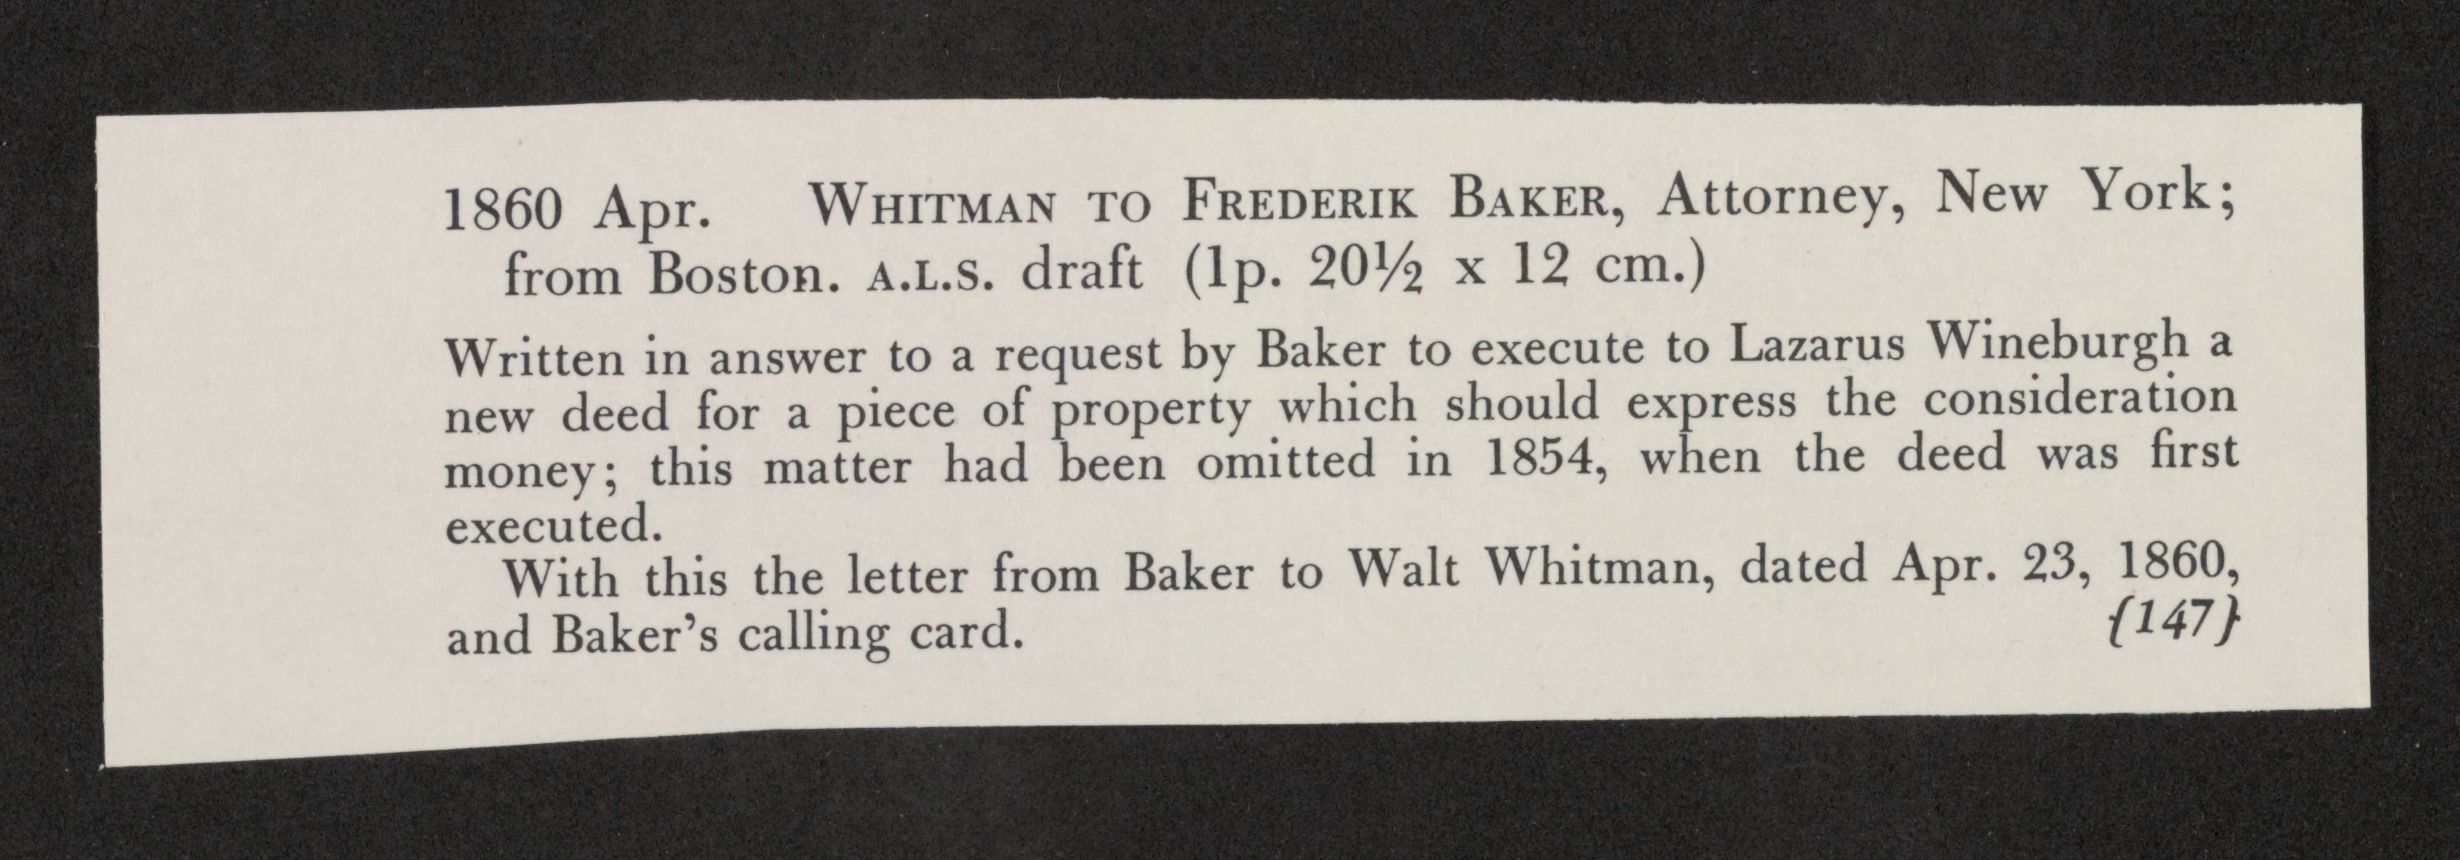 1860 Apr. WHITMAN TO FREDERIK BAKER, Attorney, New York;
from Boston. A.L.S. draft (1p. 20½ x 12 cm.)
Written in answer to a request by Baker to execute to Lazarus Wineburgh a
new deed for a piece of property which should express the consideration
money; this matter had been omitted in 1854, when the deed was first
executed.
With this the letter from Baker to Walt Whitman, dated Apr. 23, 1860,
and Baker's calling card. {147}